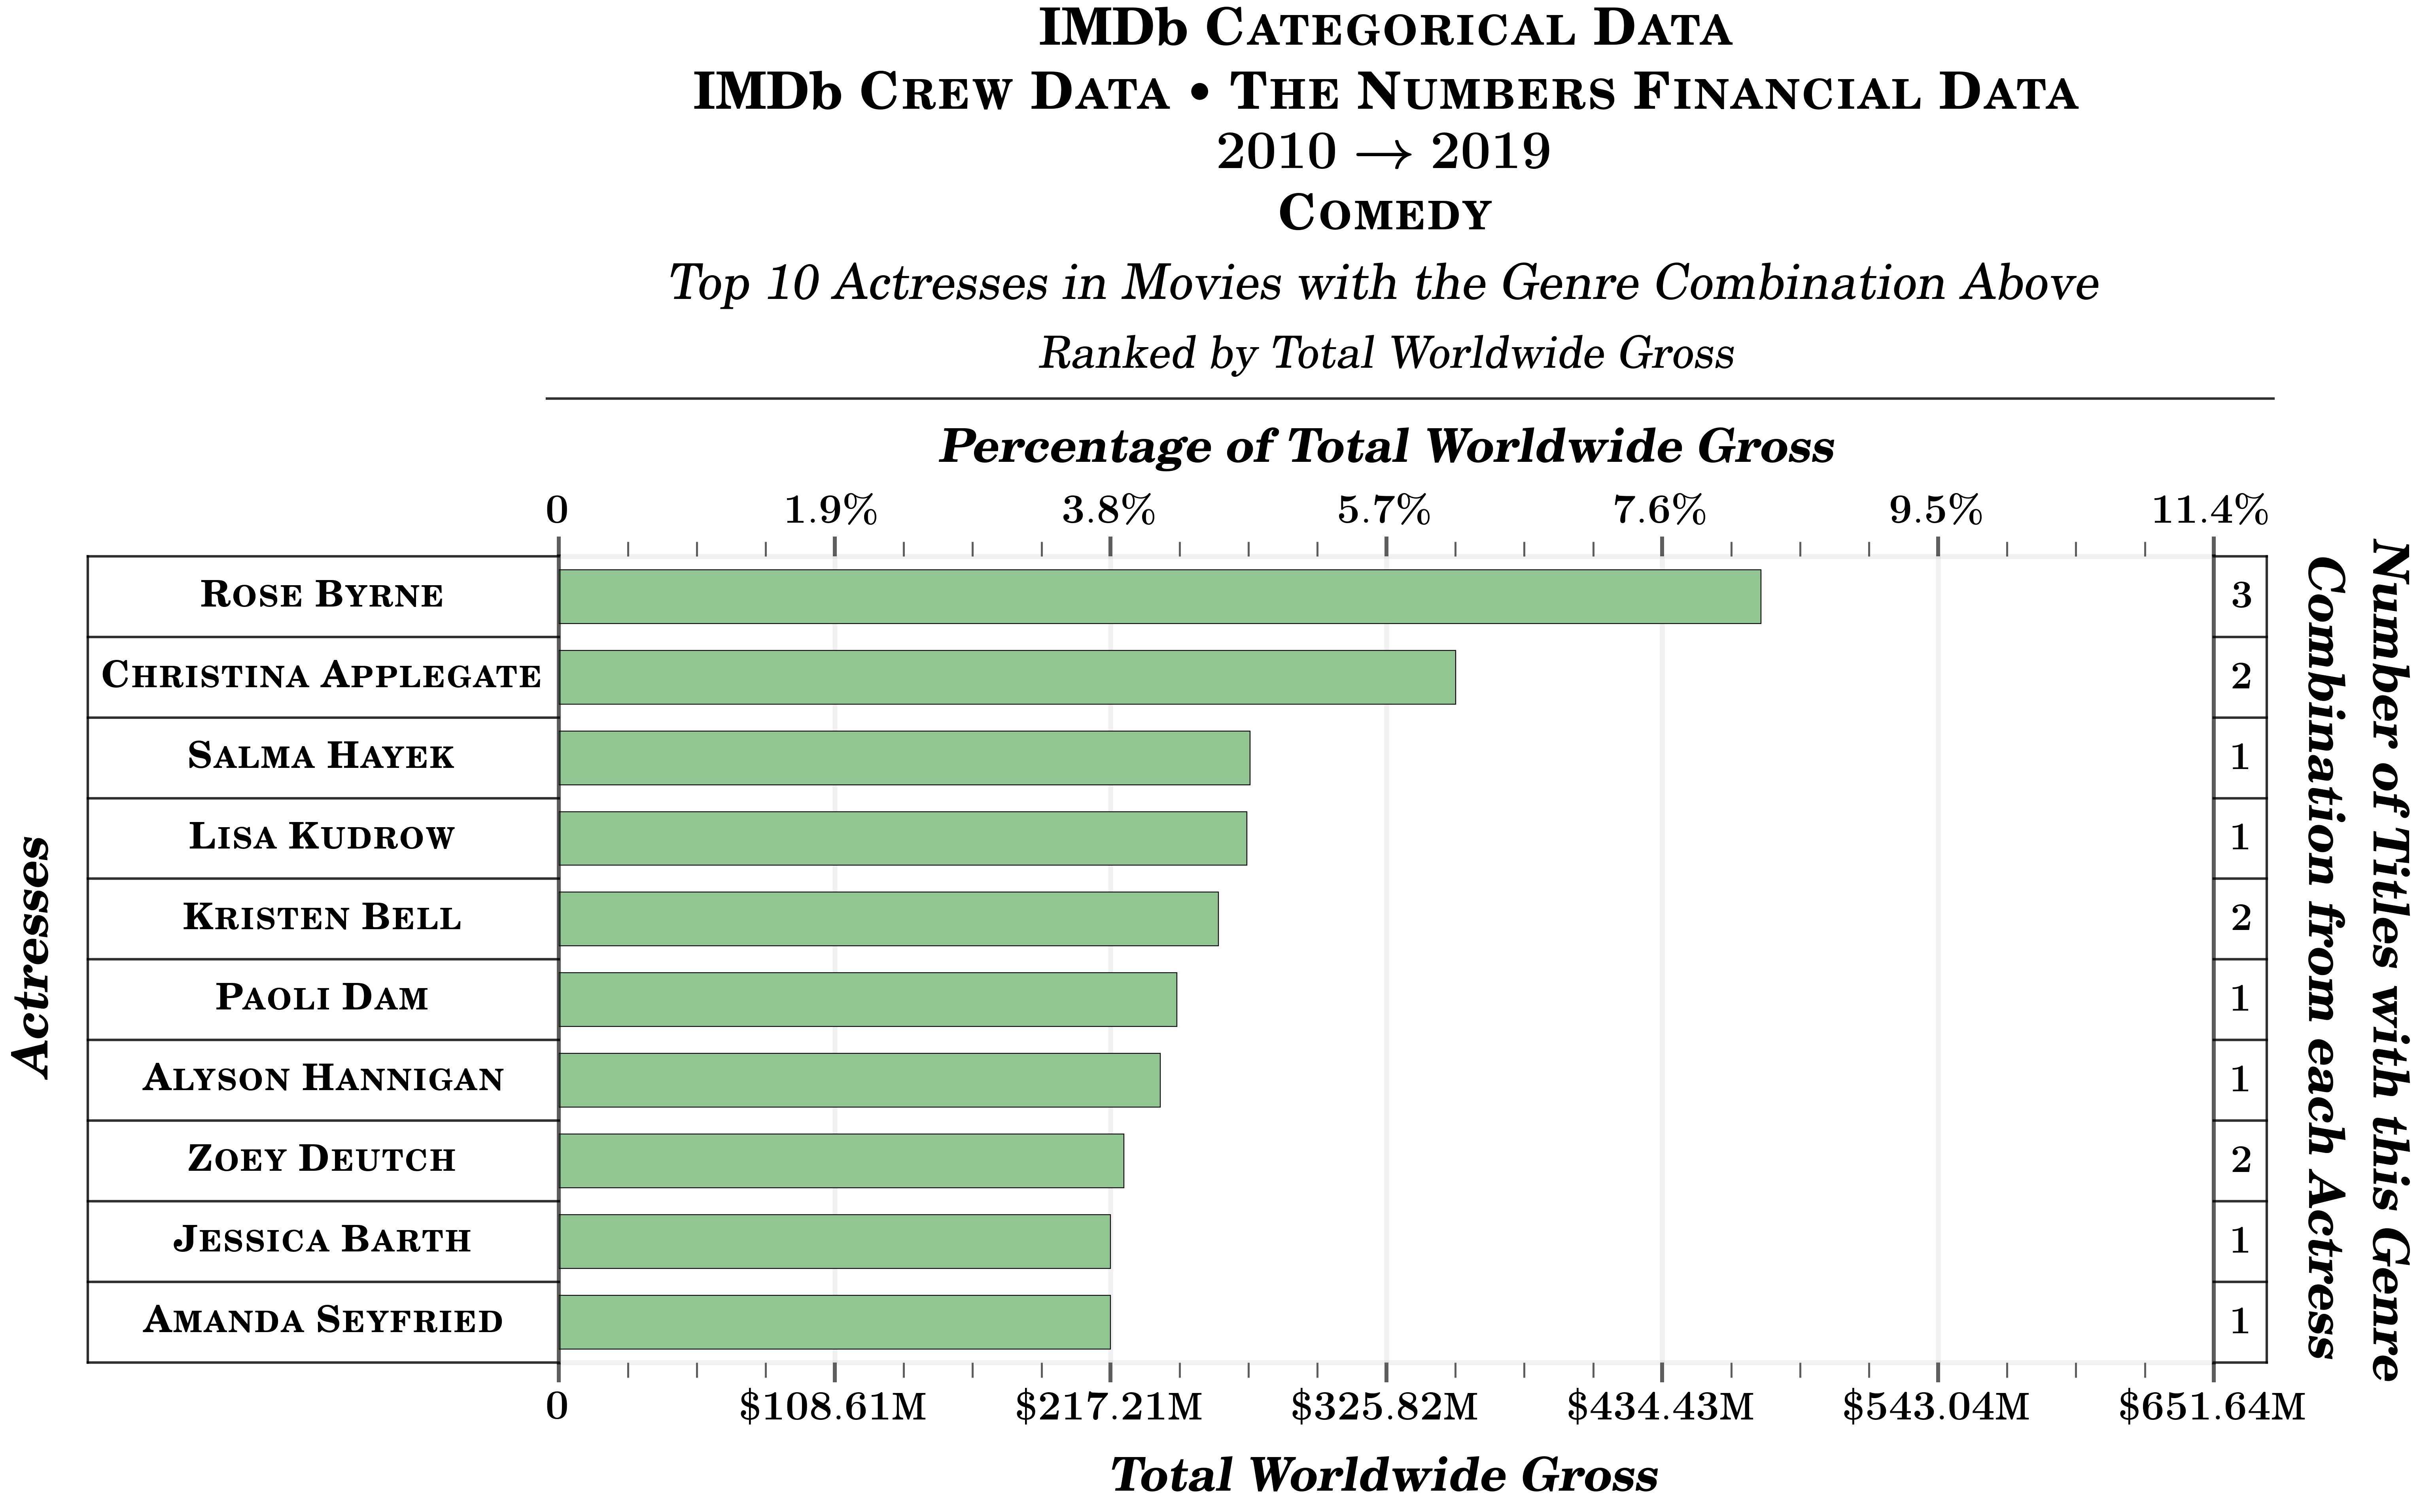 IMDb Categorical Data
IMDb Crew Data • The Numbers Financial Data
2010 → 2019
Comedy
Top 10 Actresses in Movies with the Genre Combination Above
Ranked by Total Worldwide Gross
Percentage of Total Worldwide Gross
0 1.9% 3.8% 5.7% 7.6% 9.5% 11.4%
Actresses
Rose Byrne 3
Christina Applegate 2
Salma Hayek 1
Lisa Kudrow 1
Kristen Bell 2
Paoli Dam 1
Alyson Hannigan 1
Zoey Deutch 2
Jessica Barth 1
Amanda Seyfried 1
Number of Titles with this Genre
Combination from each Actress
0 $108.61M $217.21M $325.82M $434.43M $543.04M $651.64M
Total Worldwide Gross